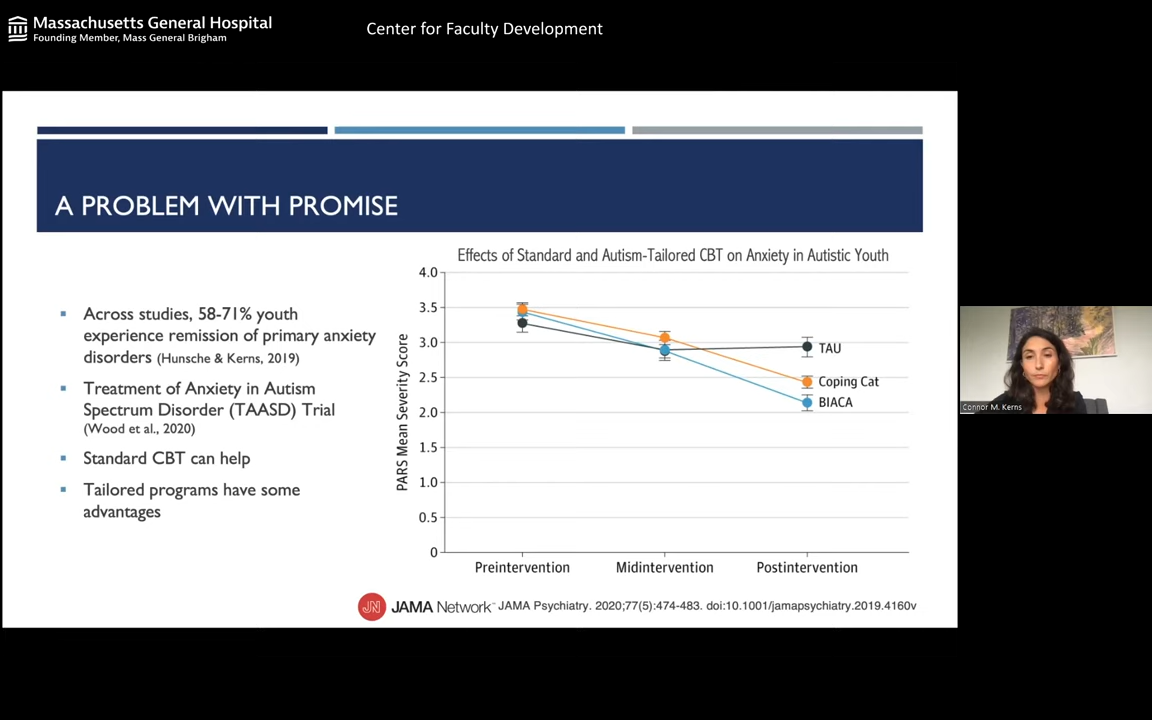 Massachusetts General Hospital
Founding Member, Mass General Brigham
Center for Faculty Development
A PROBLEM WITH PROMISE
Across studies, 58-71% youth
experience remission of primary anxiety
disorders (Hunsche & Kerns, 2019)
Treatment of Anxiety in Autism
Spectrum Disorder (TAASD) Trial
(Wood et al., 2020)
Standard CBT can help
Tailored programs have some
advantages
Effects of Standard and Autism-Tailored CBT on Anxiety in Autistic Youth
PARS Mean Severity Score
4.0
3.5
3.0
2.5
2.0
1.5
1.0
0.5
0
TAU
Coping Cat
BIACA
Preintervention Midintervention Postintervention
JN JAMA Network™ JAMA Psychiatry. 2020;77(5):474-483. doi:10.1001/jamapsychiatry.2019.4160v
Connor M. Kerns